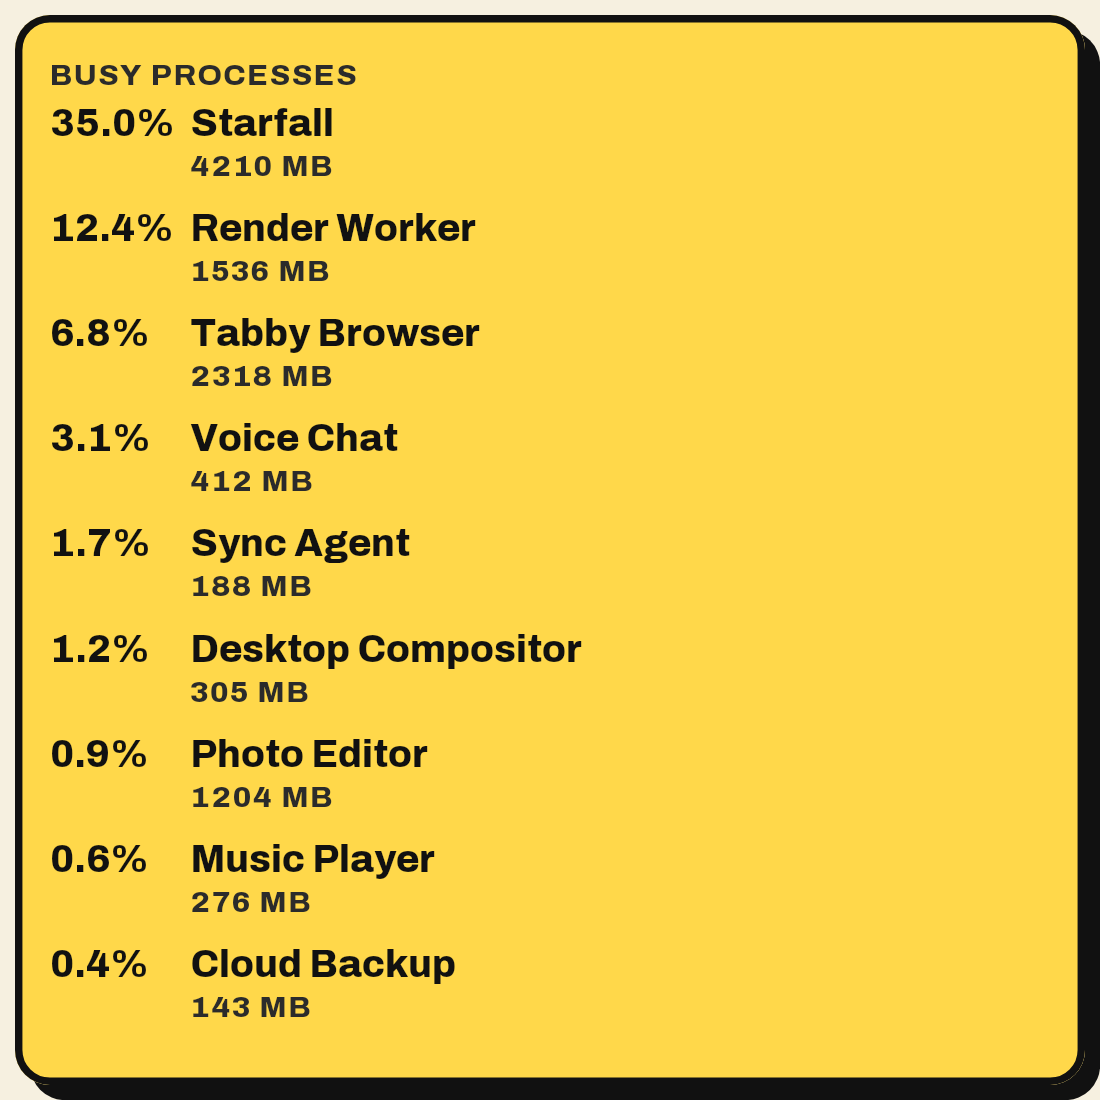 BUSY PROCESSES
35.0% Starfall
4210 MB
12.4% Render Worker
1536 MB
6.8% Tabby Browser
2318 MB
3.1% Voice Chat
412 MB
1.7% Sync Agent
188 MB
1.2% Desktop Compositor
305 MB
0.9% Photo Editor
1204 MB
0.6% Music Player
276 MB
0.4% Cloud Backup
143 MB